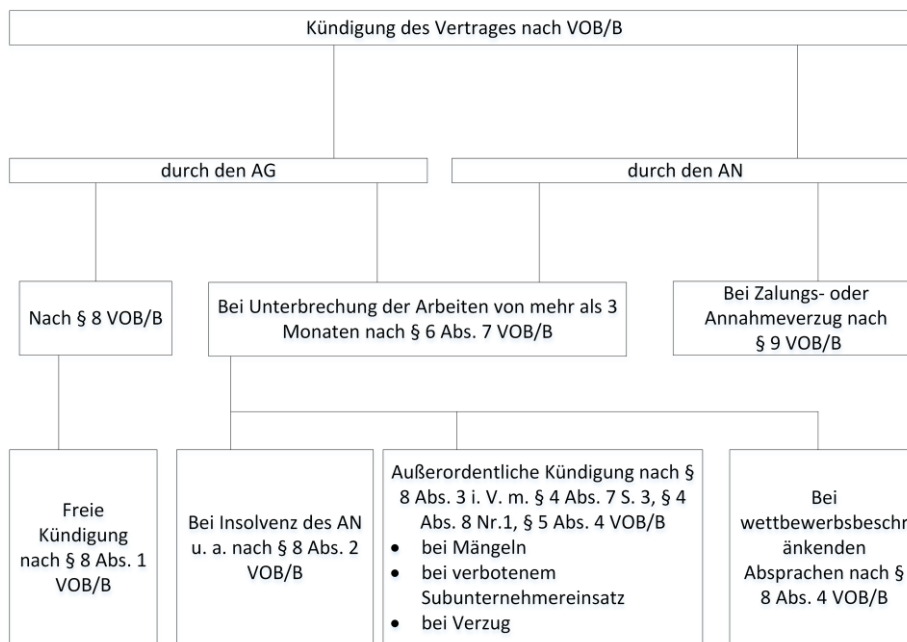 Kündigung des Vertrages nach VOB/B
durch den AG
durch den AN
Nach § 8 VOB/B
Bei Unterbrechung der Arbeiten von mehr als 3
Monaten nach § 6 Abs. 7 VOB/B
Bei Zalungs- oder
Annahmeverzug nach
§ 9 VOB/B
Freie
Kündigung
nach § 8 Abs. 1
VOB/B
Bei Insolvenz des AN
u. a. nach § 8 Abs. 2
VOB/B
Außerordentliche Kündigung nach §
8 Abs. 3 i. V. m. § 4 Abs. 7 S. 3, § 4
Abs. 8 Nr.1, § 5 Abs. 4 VOB/B
• bei Mängeln
• bei verbotenem
Subunternehmereinsatz
• bei Verzug
Bei
wettbewerbsbeschr
änkenden
Absprachen nach §
8 Abs. 4 VOB/B